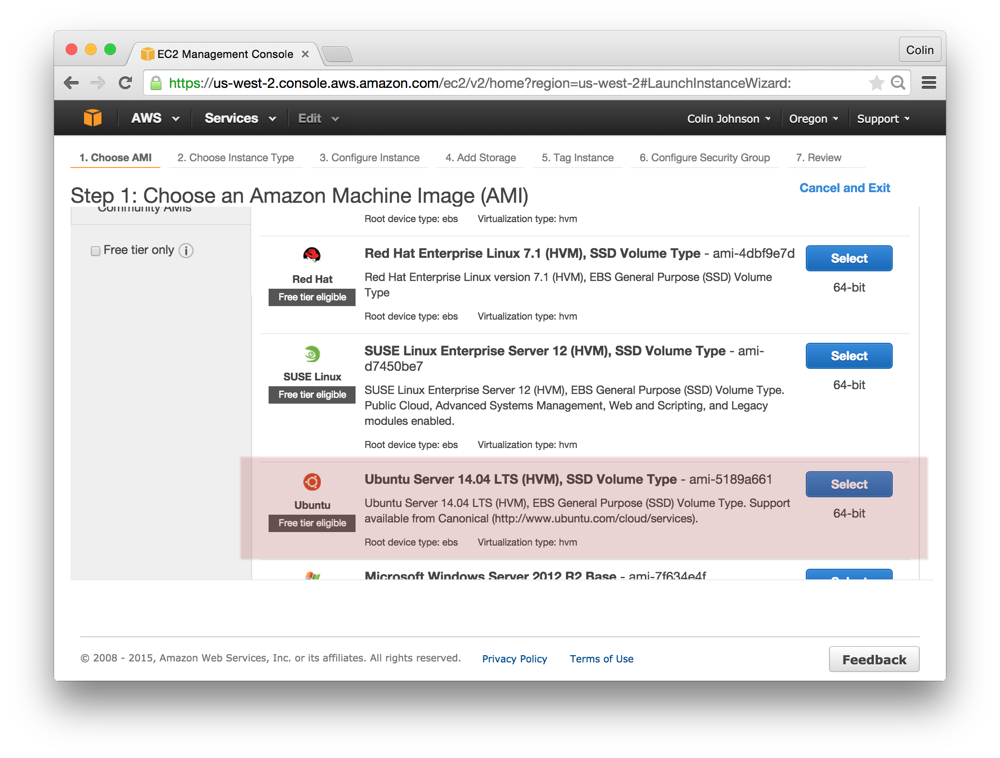 EC2 Management Console
Colin
https://us-west-2.console.aws.amazon.com/ec2/v2/home?region=us-west-2#LaunchInstanceWizard:
AWS Services Edit Colin Johnson Oregon Support
1. Choose AMI 2. Choose Instance Type 3. Configure Instance 4. Add Storage 5. Tag Instance 6. Configure Security Group 7. Review
Step 1: Choose an Amazon Machine Image (AMI)
Cancel and Exit
Community AMIs
Free tier only
Root device type: ebs Virtualization type: hvm
Red Hat
Free tier eligible
Red Hat Enterprise Linux 7.1 (HVM), SSD Volume Type - ami-4dbf9e7d
Red Hat Enterprise Linux version 7.1 (HVM), EBS General Purpose (SSD) Volume
Type
Root device type: ebs Virtualization type: hvm
Select
64-bit
SUSE Linux
Free tier eligible
SUSE Linux Enterprise Server 12 (HVM), SSD Volume Type - ami-
d7450be7
SUSE Linux Enterprise Server 12 (HVM), EBS General Purpose (SSD) Volume Type.
Public Cloud, Advanced Systems Management, Web and Scripting, and Legacy
modules enabled.
Root device type: ebs Virtualization type: hvm
Select
64-bit
Ubuntu
Free tier eligible
Ubuntu Server 14.04 LTS (HVM), SSD Volume Type - ami-5189a661
Ubuntu Server 14.04 LTS (HVM), EBS General Purpose (SSD) Volume Type. Support
available from Canonical (http://www.ubuntu.com/cloud/services).
Root device type: ebs Virtualization type: hvm
Select
64-bit
Microsoft Windows Server 2012 R2 Base - ami-7f634e4f
Select
© 2008 - 2015, Amazon Web Services, Inc. or its affiliates. All rights reserved. Privacy Policy Terms of Use
Feedback